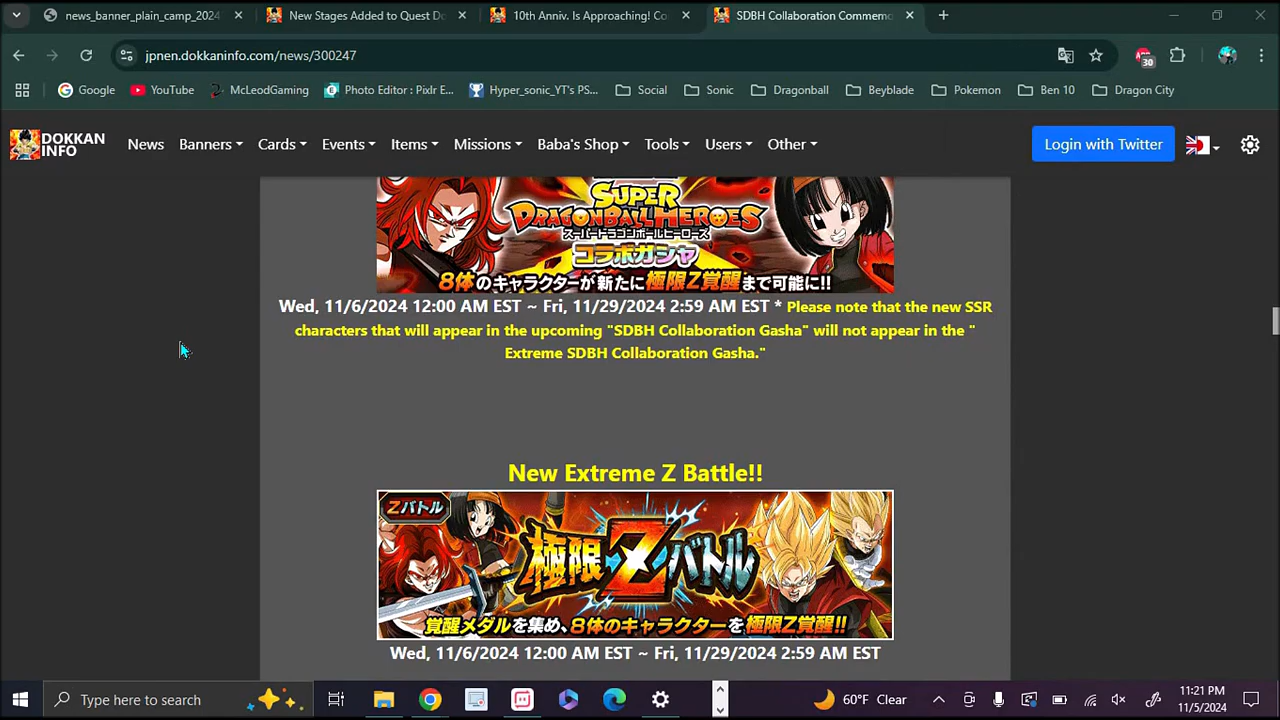 news_banner_plain_camp_2024
New Stages Added to Quest Do
10th Anniv. Is Approaching! Co
SDBH Collaboration Commemo
jpnen.dokkaninfo.com/news/300247
30
Google
YouTube
McLeodGaming
Photo Editor : Pixlr E...
Hyper_sonic_YT's PS...
Social
Sonic
Dragonball
Beyblade
Pokemon
Ben 10
Dragon City
DOKKAN
INFO
News
Banners
Cards
Events
Items
Missions
Baba's Shop
Tools
Users
Other
Login with Twitter
SUPER
DRAGONBALL HEROES
スーパードラゴンボールヒーローズ
コラボガシャ
8体のキャラクターが新たに極限Z覚醒まで可能に!!
Wed, 11/6/2024 12:00 AM EST ~ Fri, 11/29/2024 2:59 AM EST * Please note that the new SSR
characters that will appear in the upcoming "SDBH Collaboration Gasha" will not appear in the "
Extreme SDBH Collaboration Gasha."
New Extreme Z Battle!!
Zバトル
極限Zバトル
覚醒メダルを集め、8体のキャラクターを極限Z覚醒!!
Wed, 11/6/2024 12:00 AM EST ~ Fri, 11/29/2024 2:59 AM EST
Type here to search
60°F Clear
11:21 PM
11/5/2024